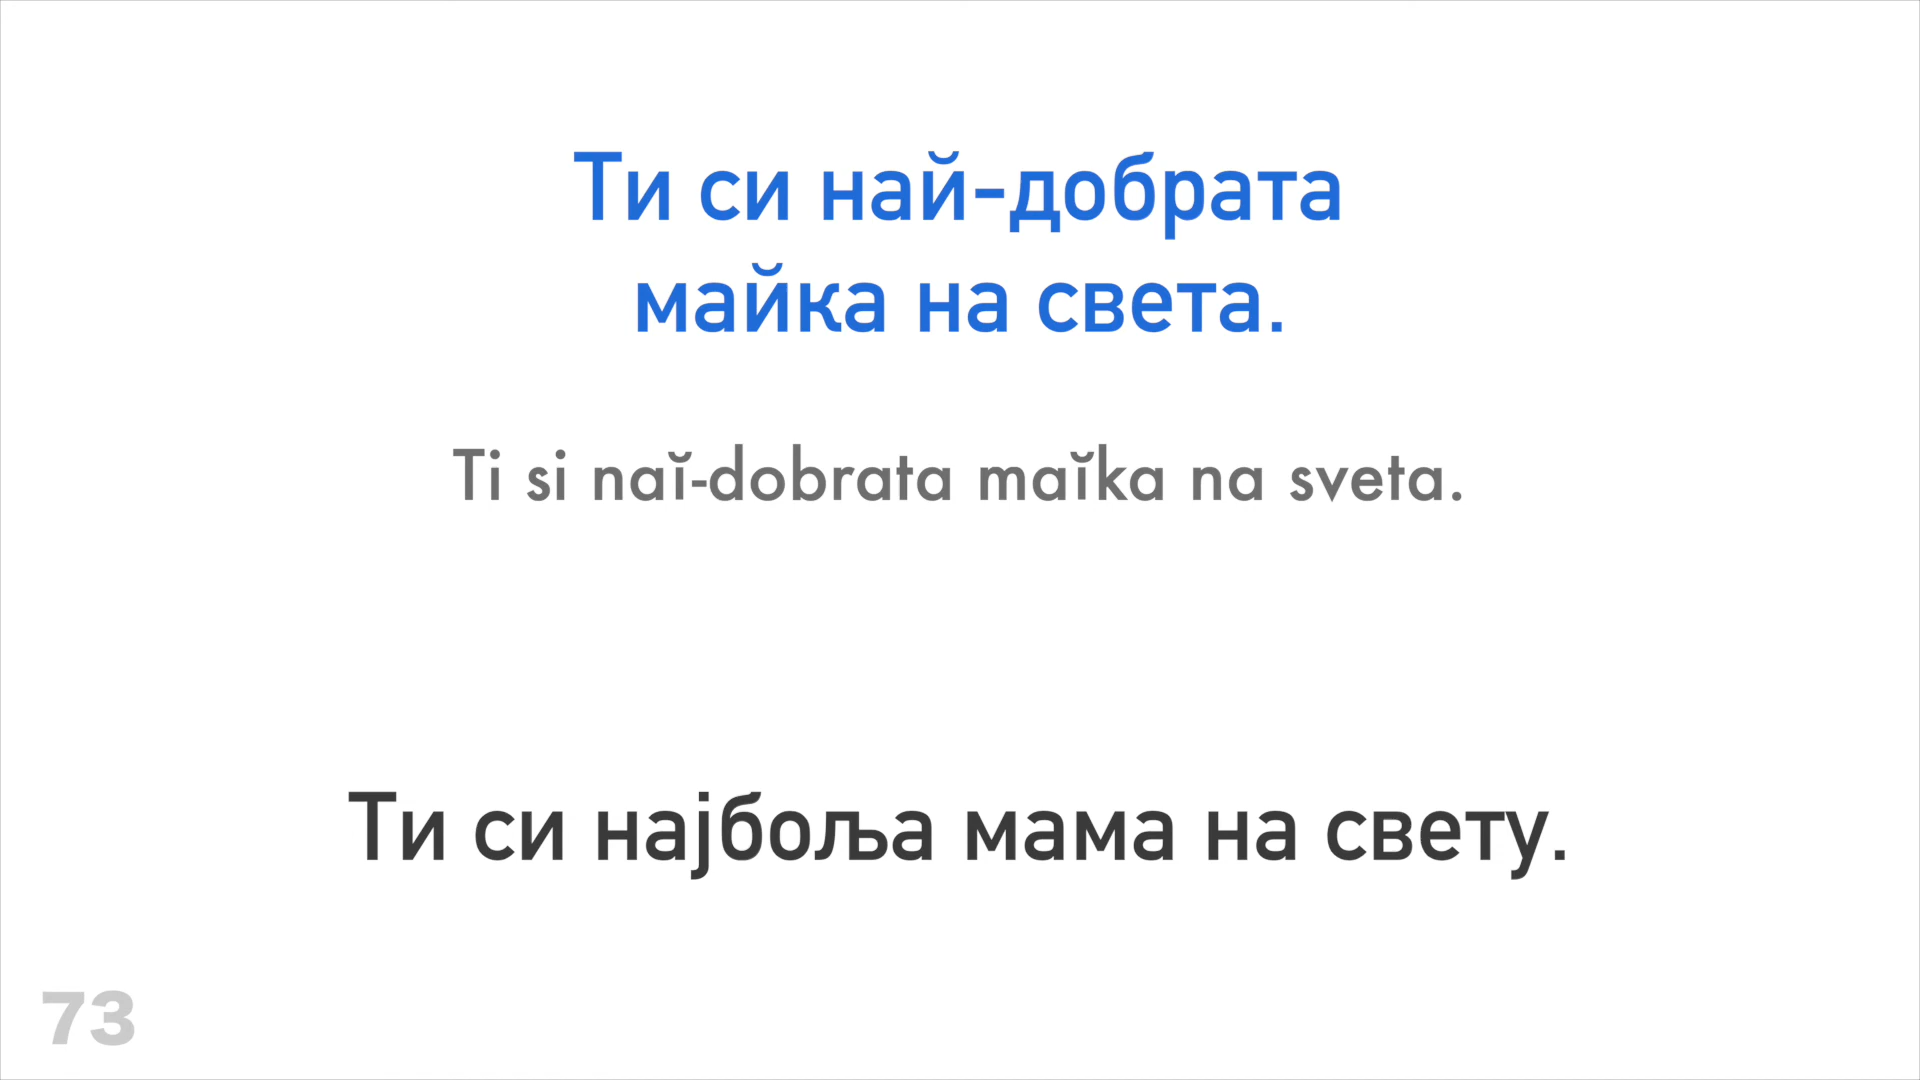 Ти си най-добрата
майка на света.
Ti si naĭ-dobrata maĭka na sveta.
Ти си најбоља мама на свету.
73